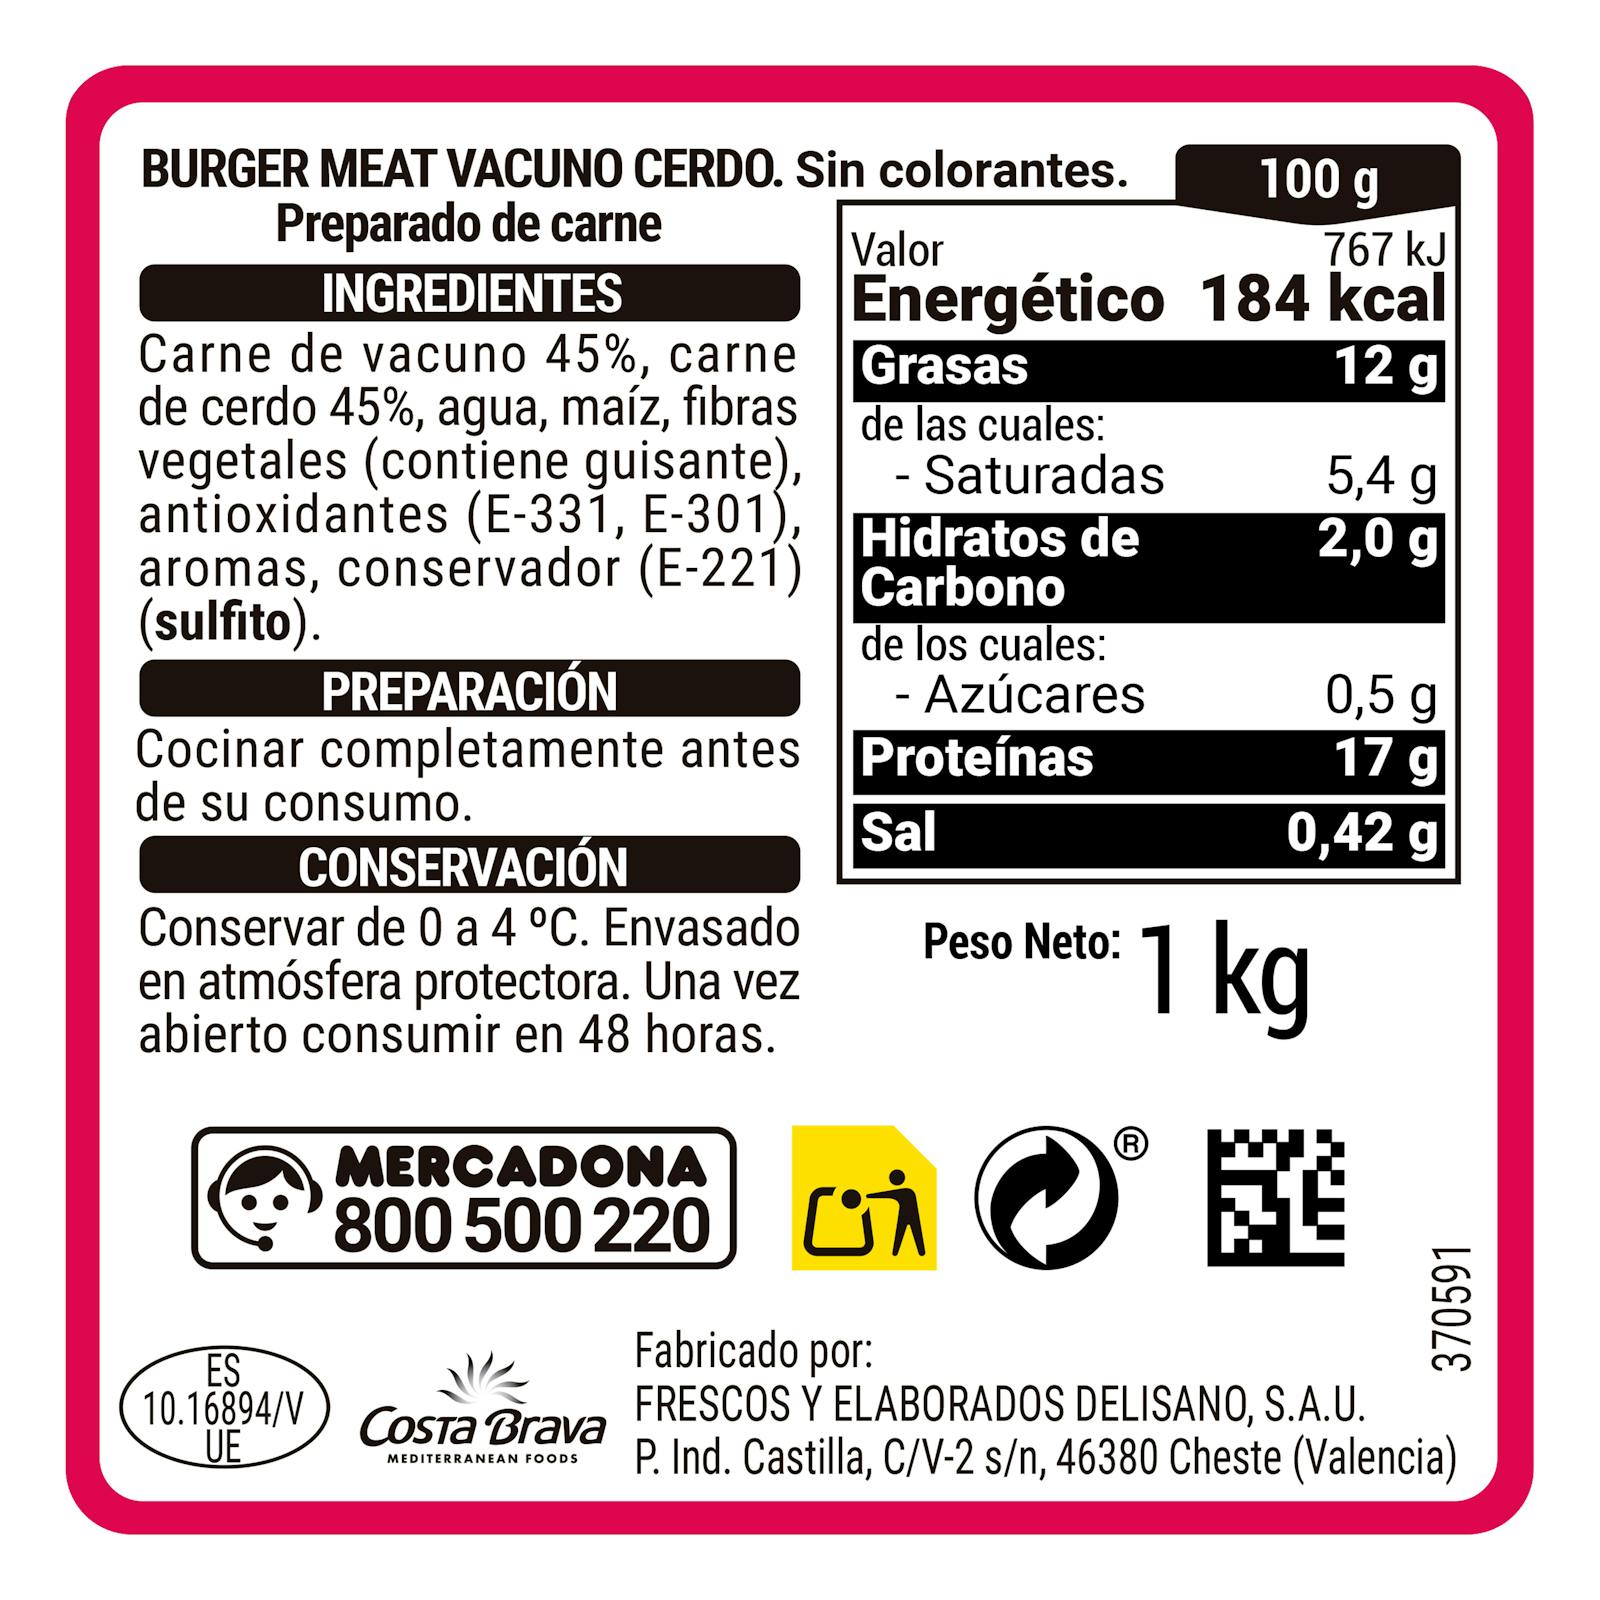 BURGER MEAT VACUNO CERDO. Sin colorantes.
Preparado de carne
INGREDIENTES
Carne de vacuno 45%, carne
de cerdo 45%, agua, maíz, fibras
vegetales (contiene guisante),
antioxidantes (E-331, E-301),
aromas, conservador (E-221)
(sulfito).
PREPARACIÓN
Cocinar completamente antes
de su consumo.
CONSERVACIÓN
Conservar de 0 a 4 ºC. Envasado
en atmósfera protectora. Una vez
abierto consumir en 48 horas.
100 g
Valor 767 kJ
Energético 184 kcal
Grasas 12 g
de las cuales:
- Saturadas 5,4 g
Hidratos de 2,0 g
Carbono
de los cuales:
- Azúcares 0,5 g
Proteínas 17 g
Sal 0,42 g
Peso Neto: 1 kg
MERCADONA
800 500 220
®
370591
ES
10.16894/V
UE
Costa Brava
MEDITERRANEAN FOODS
Fabricado por:
FRESCOS Y ELABORADOS DELISANO, S.A.U.
P. Ind. Castilla, C/V-2 s/n, 46380 Cheste (Valencia)